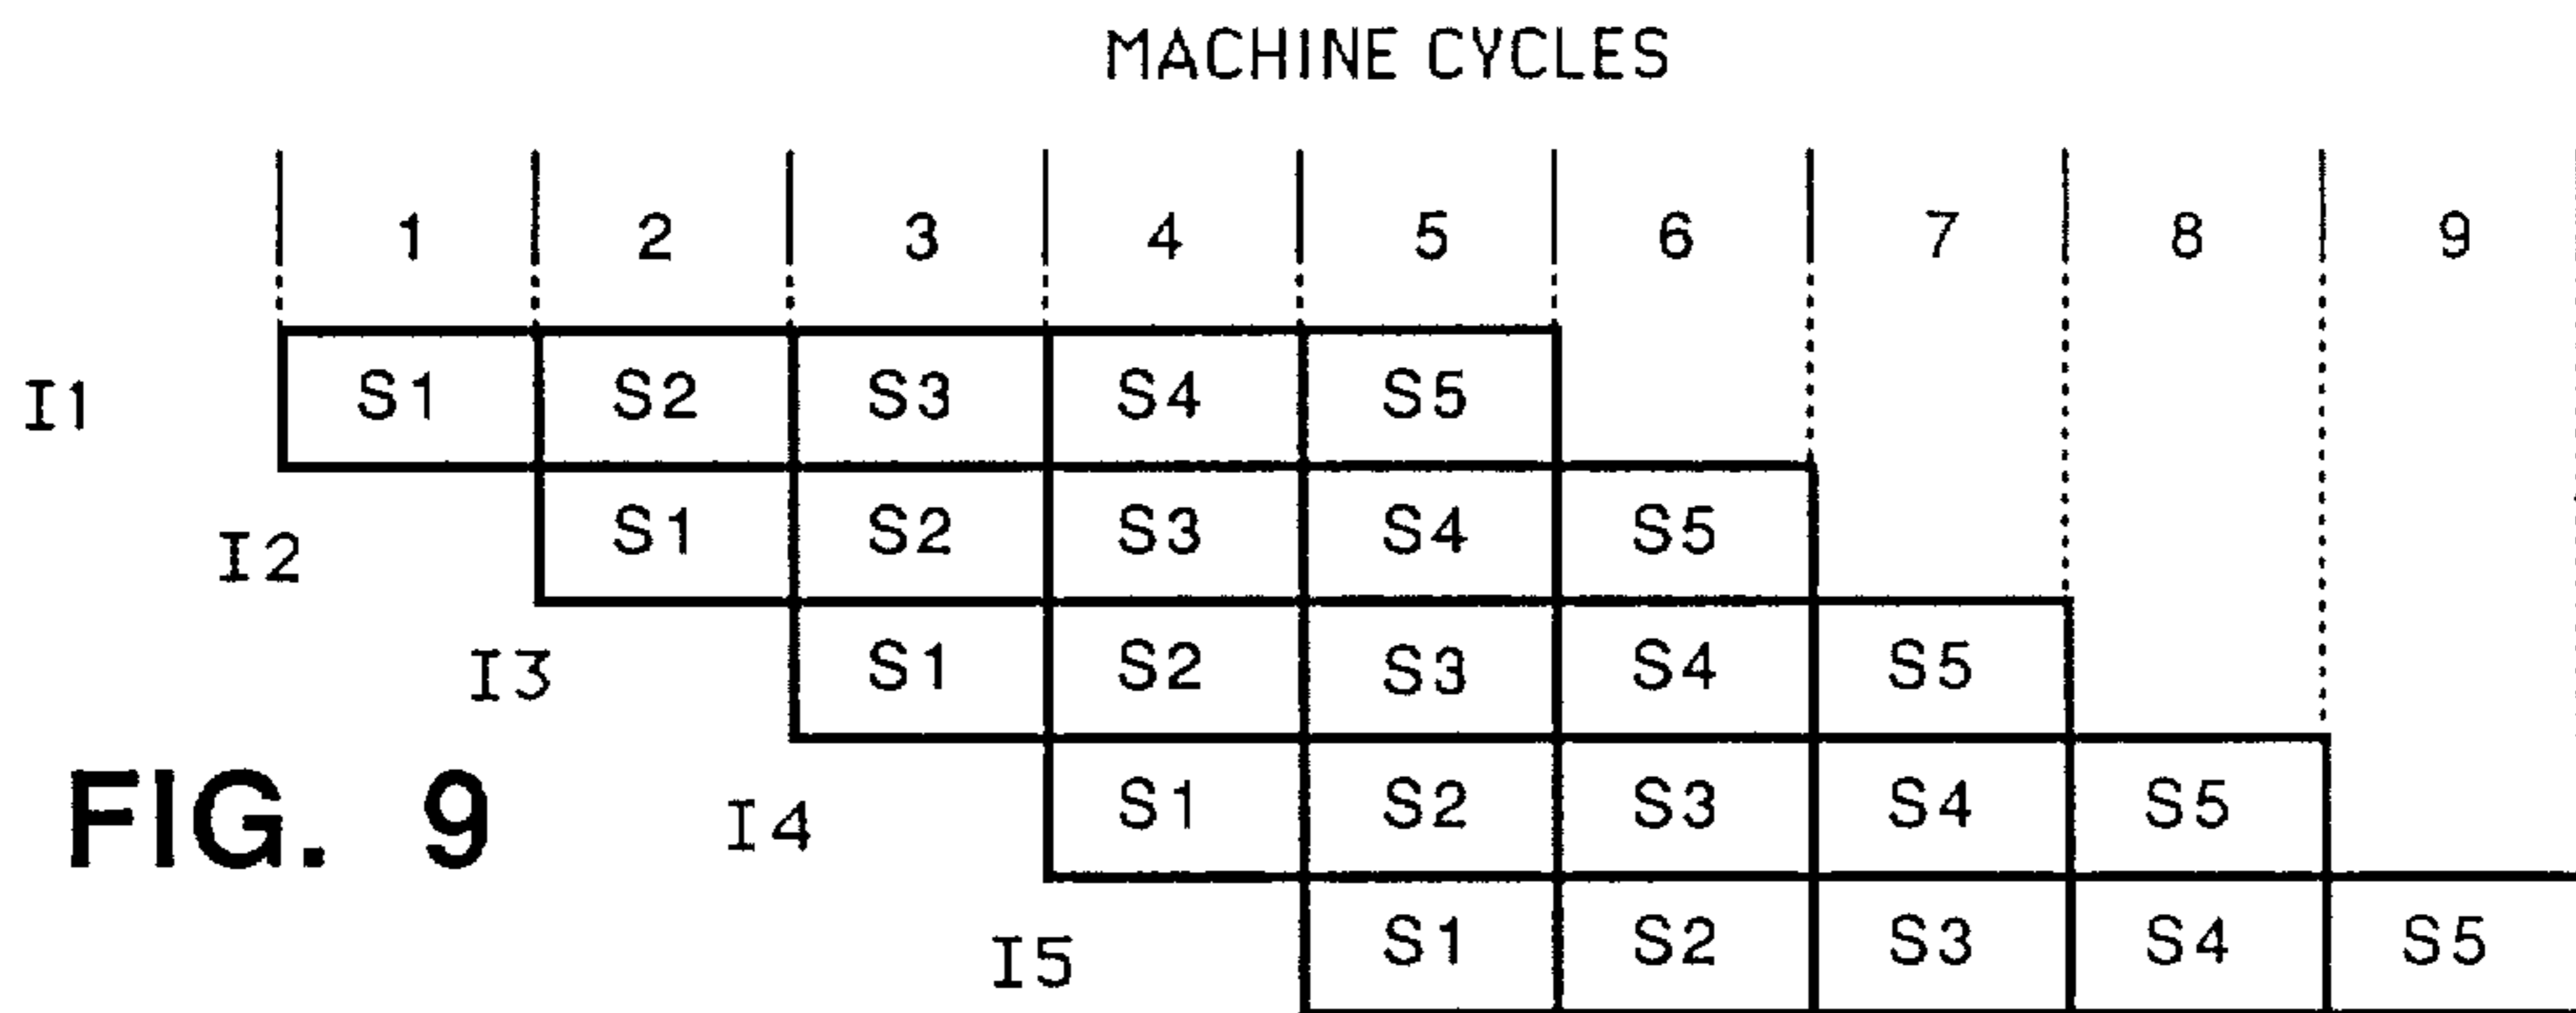 MACHINE CYCLES
1 2 3 4 5 6 7 8 9
I1 S1 S2 S3 S4 S5
I2 S1 S2 S3 S4 S5
I3 S1 S2 S3 S4 S5
I4 S1 S2 S3 S4 S5
FIG. 9
I5 S1 S2 S3 S4 S5